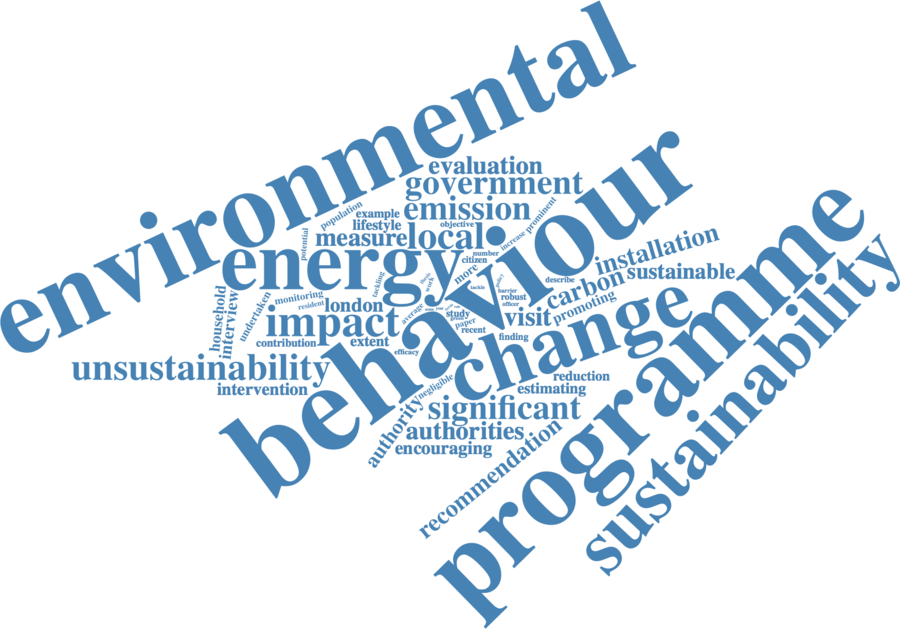 environmental
evaluation
government
population
example
emission
prominent
lifestyle
objective
potential
measure
local
behaviour
increase
number
citizen
energy
more
installation
tackling
describe
carbon
sustainable
programme
household
interview
undertaken
monitoring
resident
london
work
barrier
robust
officer
promoting
sustainability
impact
average
study
visit
paper
recent
contribution
extent
finding
change
efficacy
unsustainability
negligible
reduction
intervention
estimating
authority
significant
authorities
encouraging
recommendation